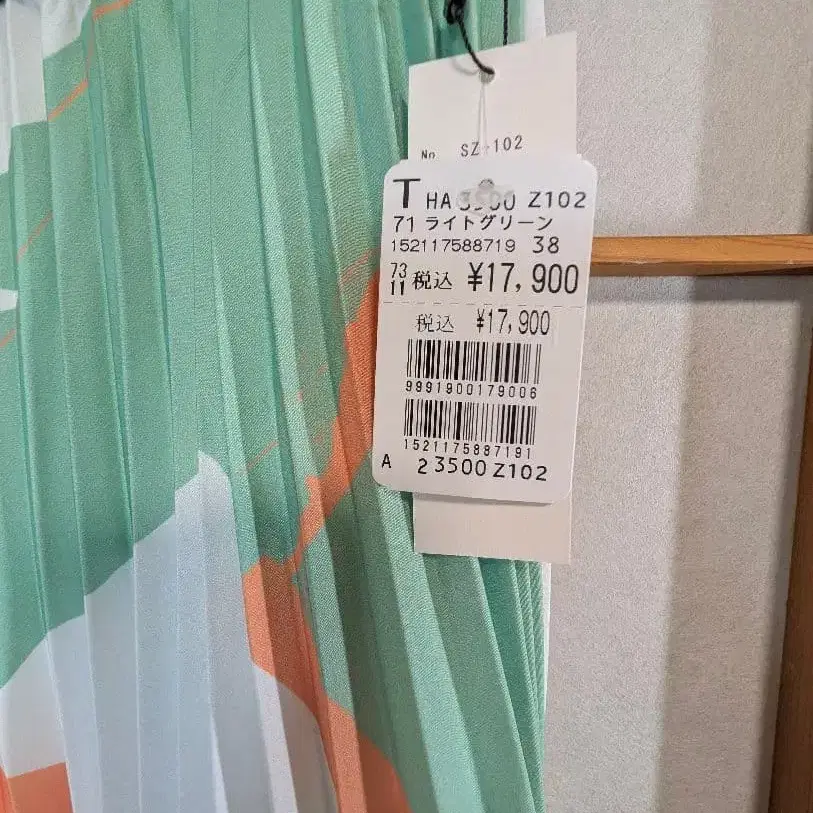 No SZ-102
T HA 3500 Z102
71 ライトグリーン
152117588719 38
73
11 税込 ¥17,900
税込 ¥17,900
9991900179006
1521175887191
A 2 3500 Z102